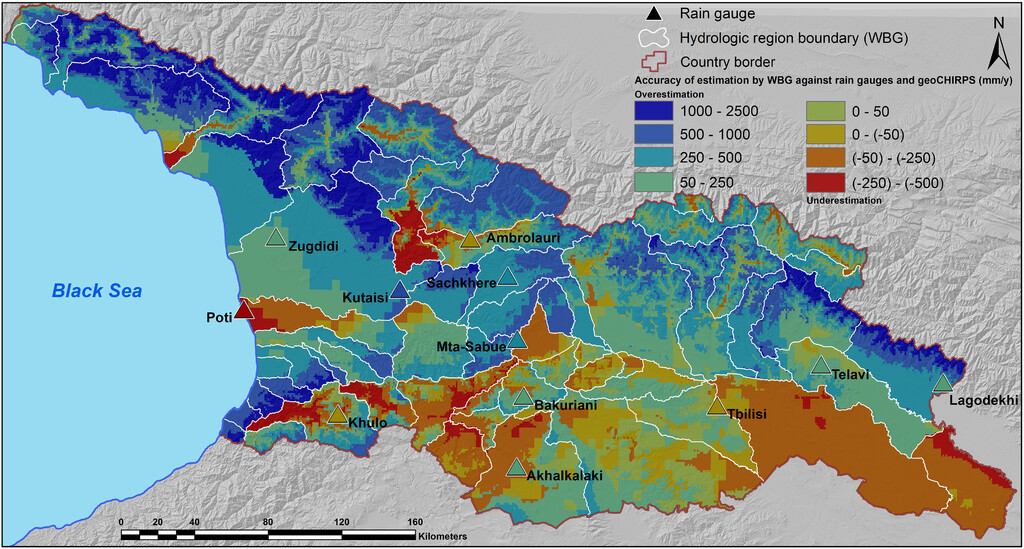 Rain gauge
Hydrologic region boundary (WBG)
Country border
N
Accuracy of estimation by WBG against rain gauges and geoCHIRPS (mm/y)
Overestimation
1000 - 2500
500 - 1000
250 - 500
50 - 250
0 - 50
0 - (-50)
(-50) - (-250)
(-250) - (-500)
Underestimation
Zugdidi
Ambrolauri
Sachkhere
Black Sea
Kutaisi
Poti
Mta-Sabue
Telavi
Lagodekhi
Bakuriani
Tbilisi
Khulo
Akhalkalaki
0 20 40 80 120 160
Kilometers